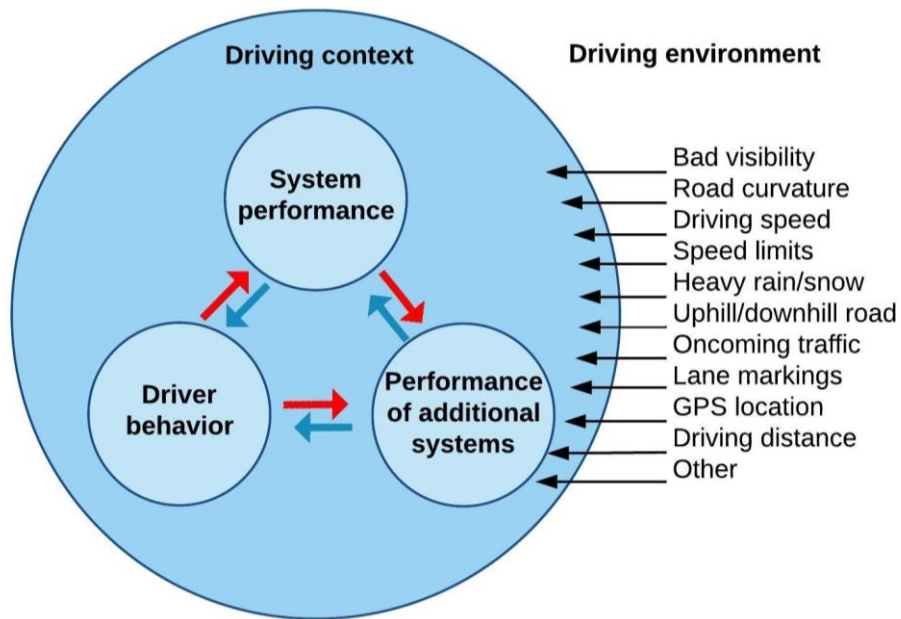 Driving context
Driving environment
System
performance
Driver
behavior
Performance
of additional
systems
Bad visibility
Road curvature
Driving speed
Speed limits
Heavy rain/snow
Uphill/downhill road
Oncoming traffic
Lane markings
GPS location
Driving distance
Other